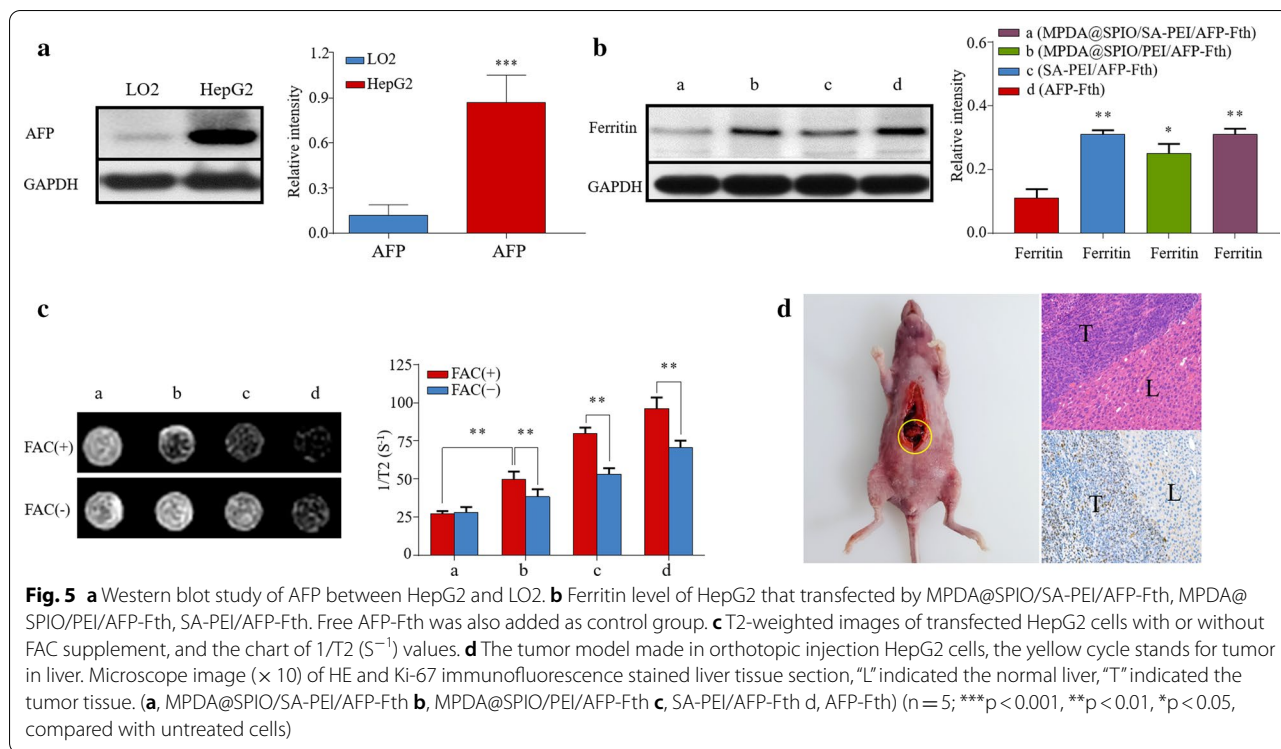 a
LO2 HepG2
AFP
GAPDH
Relative intensity
1.2
0.9
0.6
0.3
0.0
LO2
HepG2
***
AFP AFP
b
a b c d
Ferritin
GAPDH
Relative intensity
0.6
0.3
0.0
a (MPDA@SPIO/SA-PEI/AFP-Fth)
b (MPDA@SPIO/PEI/AFP-Fth)
c (SA-PEI/AFP-Fth)
d (AFP-Fth)
** * **
Ferritin Ferritin Ferritin Ferritin
c
a b c d
FAC(+)
FAC(-)
1/T2 (S⁻¹)
125
100
75
50
25
0
FAC(+)
FAC(−)
** ** ** **
a b c d
d
T
L
T
L
Fig. 5 a Western blot study of AFP between HepG2 and LO2. b Ferritin level of HepG2 that transfected by MPDA@SPIO/SA-PEI/AFP-Fth, MPDA@
SPIO/PEI/AFP-Fth, SA-PEI/AFP-Fth. Free AFP-Fth was also added as control group. c T2-weighted images of transfected HepG2 cells with or without
FAC supplement, and the chart of 1/T2 (S⁻¹) values. d The tumor model made in orthotopic injection HepG2 cells, the yellow cycle stands for tumor
in liver. Microscope image (× 10) of HE and Ki-67 immunofluorescence stained liver tissue section, “L” indicated the normal liver, “T” indicated the
tumor tissue. (a, MPDA@SPIO/SA-PEI/AFP-Fth b, MPDA@SPIO/PEI/AFP-Fth c, SA-PEI/AFP-Fth d, AFP-Fth) (n = 5; ***p < 0.001, **p < 0.01, *p < 0.05,
compared with untreated cells)